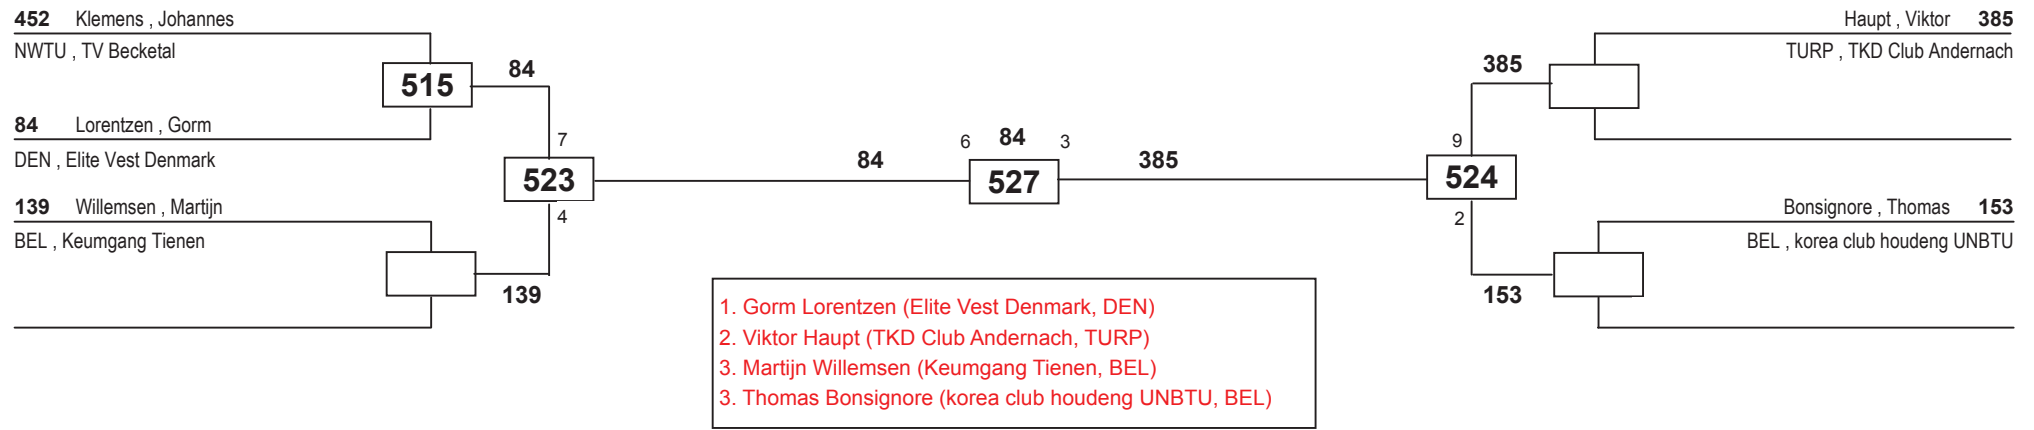 452 Klemens , Johannes
NWTU , TV Becketal
515
84
84 Lorentzen , Gorm
DEN , Elite Vest Denmark
7
523
4
139 Willemsen , Martijn
BEL , Keumgang Tienen
139
84
6 84 3
527
385
Haupt , Viktor 385
TURP , TKD Club Andernach
385
9
524
2
Bonsignore , Thomas 153
BEL , korea club houdeng UNBTU
153
1. Gorm Lorentzen (Elite Vest Denmark, DEN)
2. Viktor Haupt (TKD Club Andernach, TURP)
3. Martijn Willemsen (Keumgang Tienen, BEL)
3. Thomas Bonsignore (korea club houdeng UNBTU, BEL)